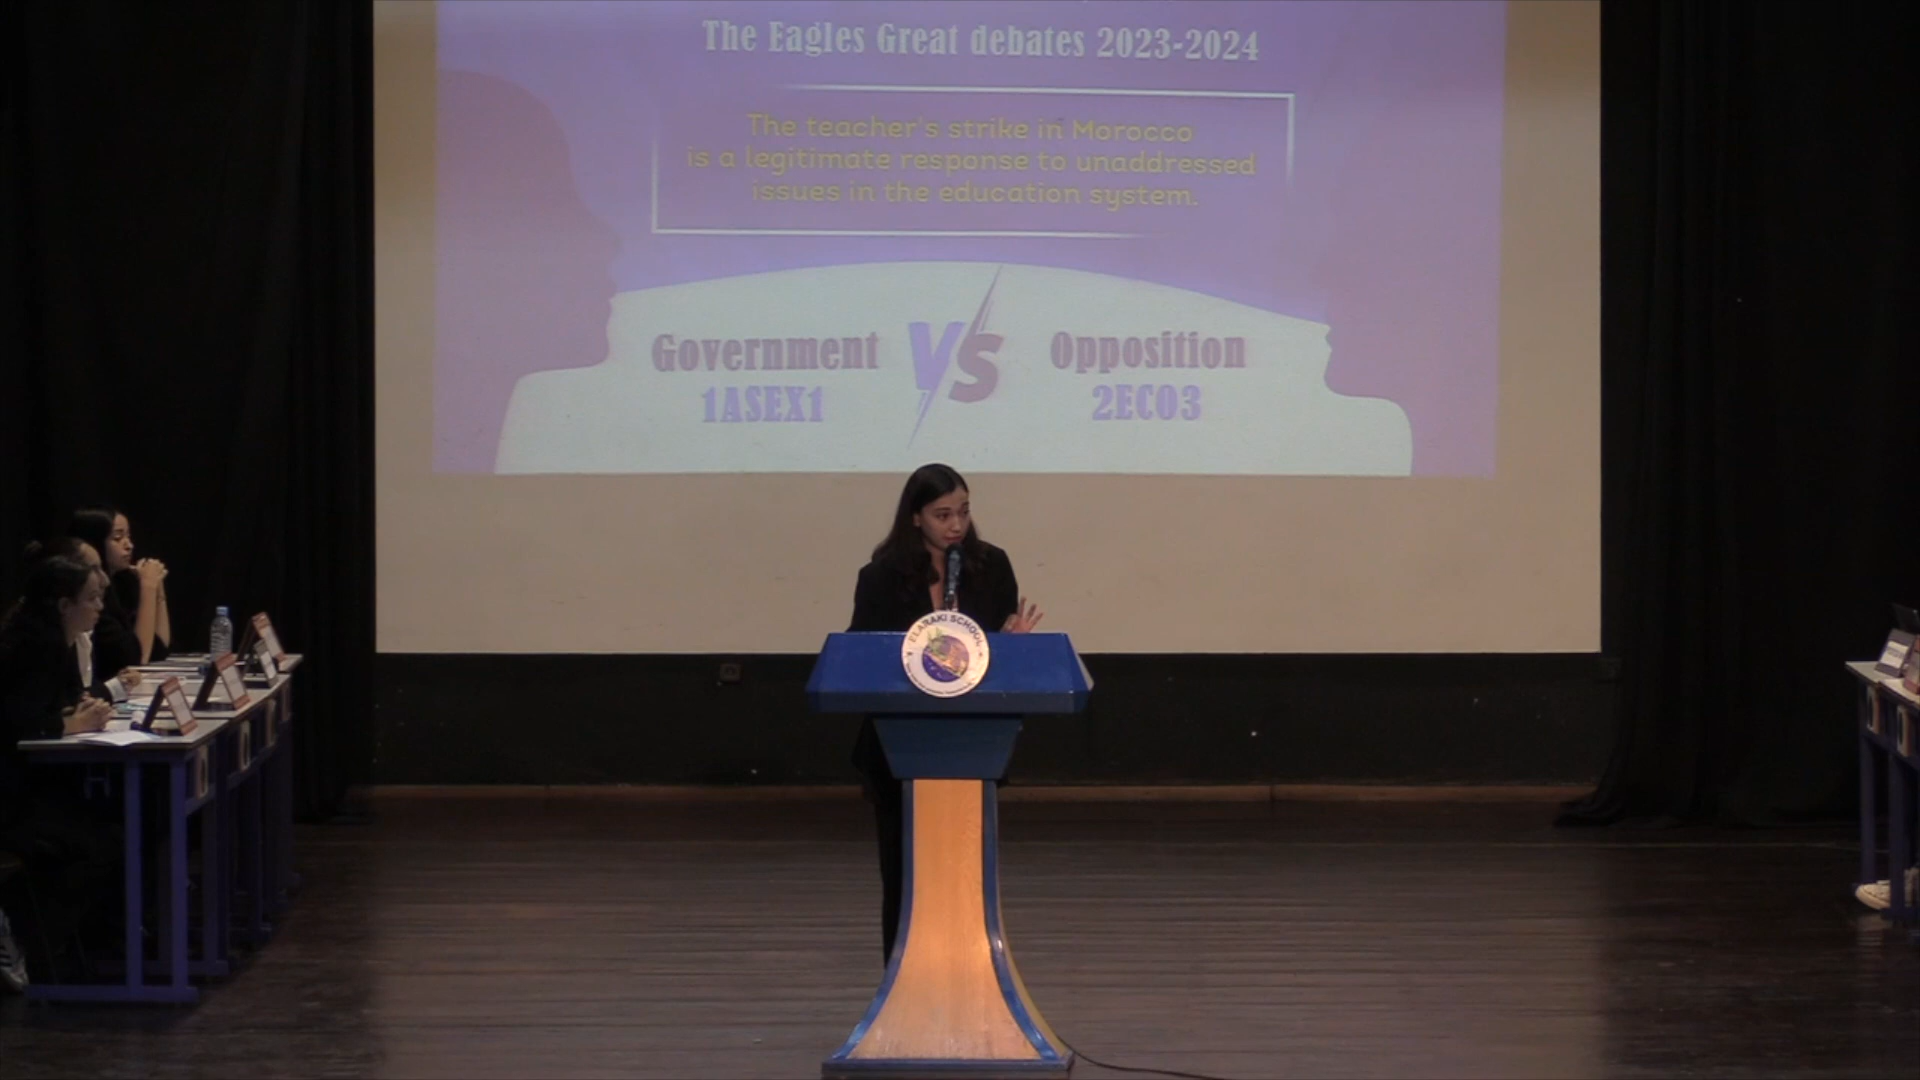 The Eagles Great debates 2023-2024
The teacher's strike in Morocco
is a legitimate response to unaddressed
issues in the education system.
Government VS Opposition
1ASEX1 2ECO3
ELARAKI SCHOOL